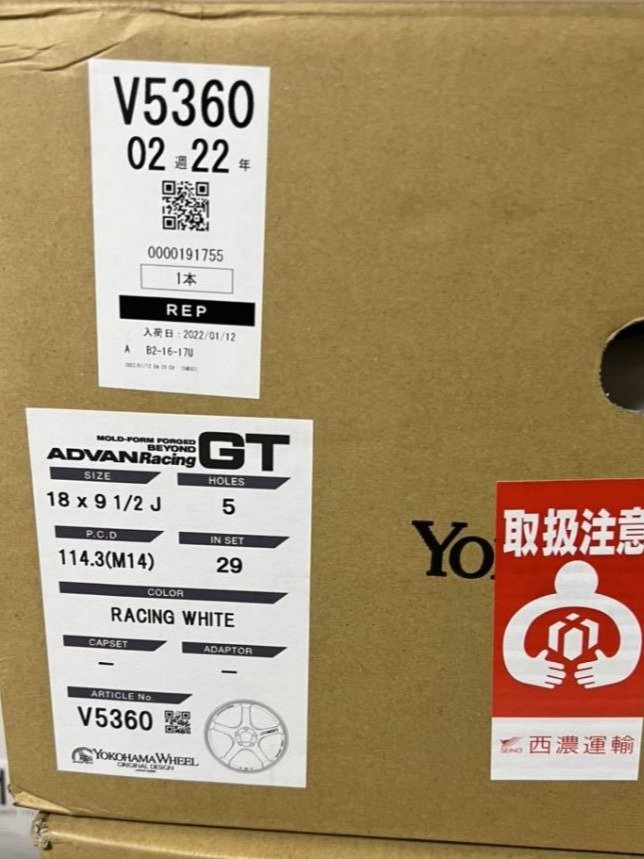 V5360
02 週 22 年
0000191755
1本
REP
入荷日：2022/01/12
A B2-16-17U
MOLD-FORM FORGED
BEYOND
ADVAN Racing GT
SIZE
HOLES
18 x 9 1/2 J
5
P.C.D
IN SET
114.3(M14)
29
COLOR
RACING WHITE
CAPSET
ADAPTOR
—
—
ARTICLE No.
V5360
YOKOHAMA WHEEL
ORIGINAL DESIGN
Yo
取扱注意
SEINO 西濃運輸